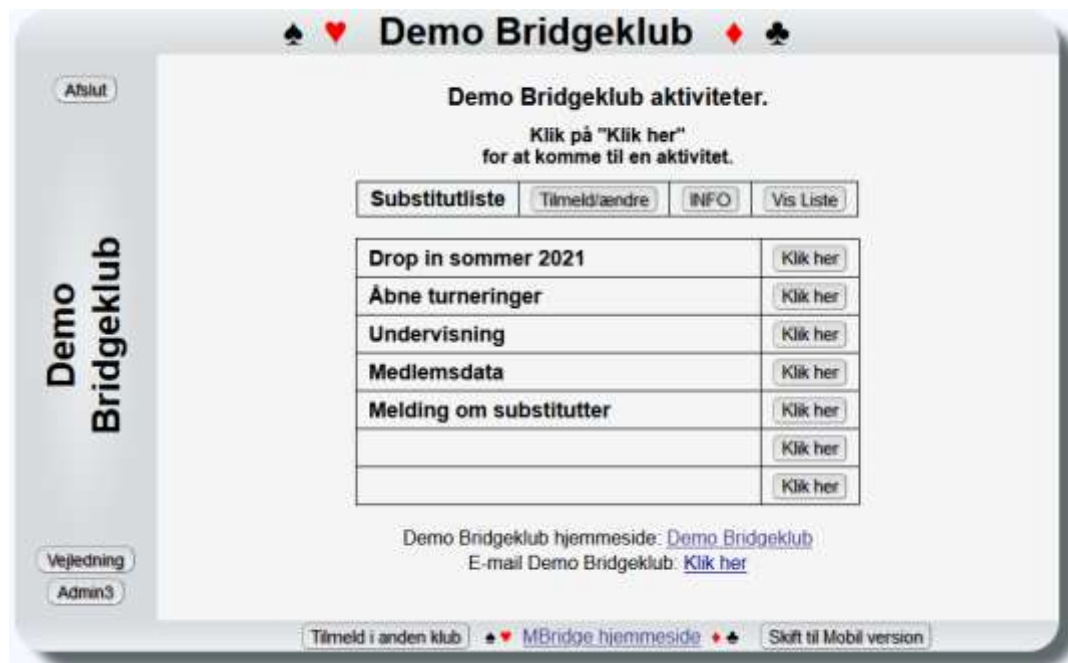 ♠ ♥ Demo Bridgeklub ♦ ♣
Afslut
Demo
Bridgeklub
Vejledning
Admin3
Demo Bridgeklub aktiviteter.
Klik på "Klik her"
for at komme til en aktivitet.
Substitutliste Tilmeld/ændre INFO Vis Liste
Drop in sommer 2021 Klik her
Åbne turneringer Klik her
Undervisning Klik her
Medlemsdata Klik her
Melding om substitutter Klik her
Klik her
Klik her
Demo Bridgeklub hjemmeside: Demo Bridgeklub
E-mail Demo Bridgeklub: Klik her
Tilmeld i anden klub ♠ ♥ MBridge hjemmeside ♦ ♣ Skift til Mobil version